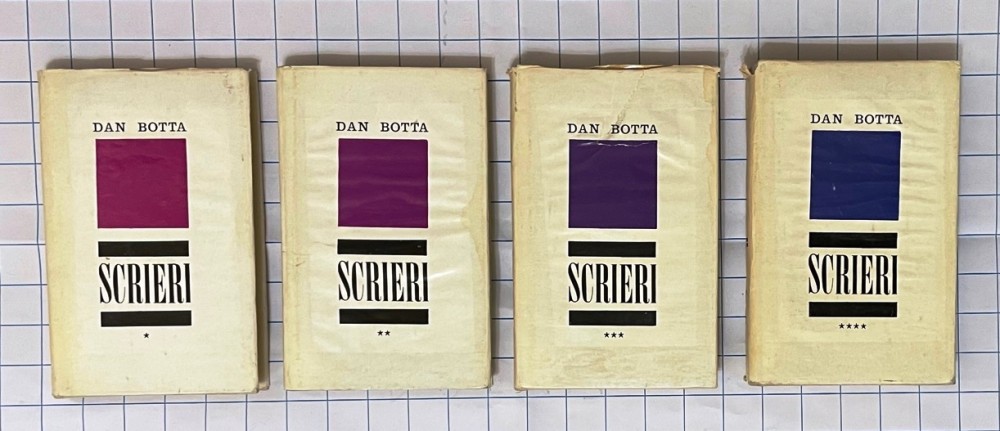 DAN BOTTA
SCRIERI
*
DAN BOTTA
SCRIERI
**
DAN BOTTA
SCRIERI
***
DAN BOTTA
SCRIERI
****